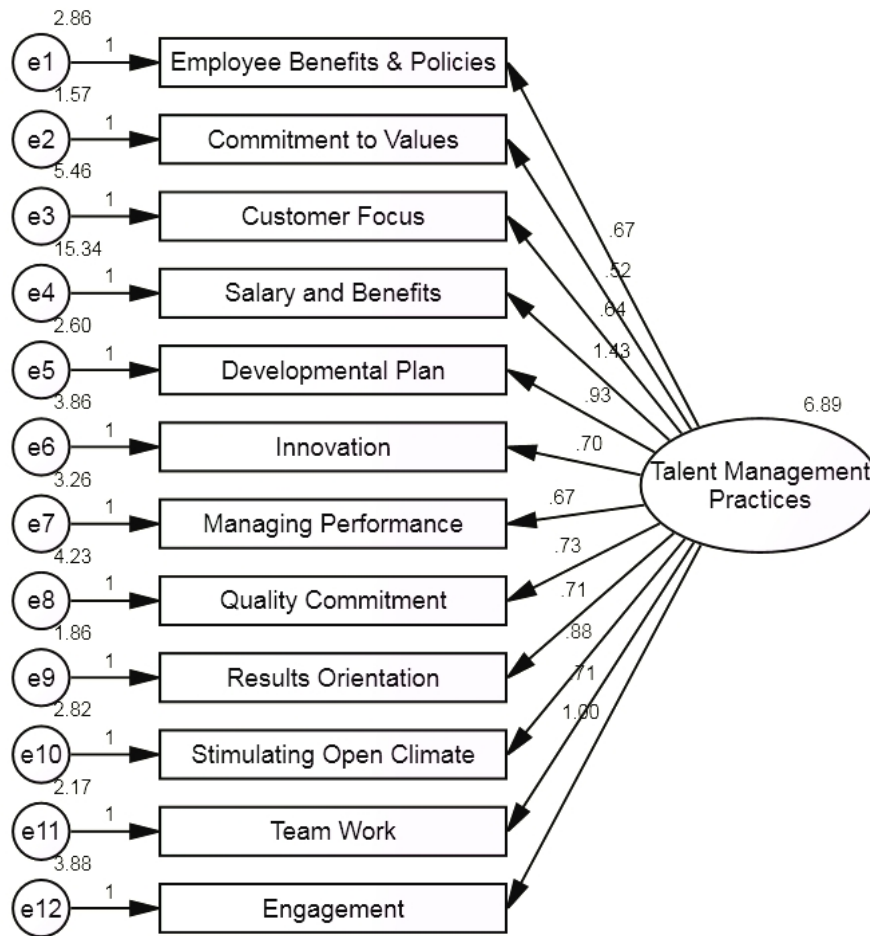 2.86
e1 1 Employee Benefits & Policies
1.57
e2 1 Commitment to Values
5.46
e3 1 Customer Focus
.67
15.34
.52
e4 1 Salary and Benefits
.64
2.60
1.43
e5 1 Developmental Plan
.93
3.86
6.89
e6 1 Innovation
.70
Talent Management
Practices
3.26
.67
e7 1 Managing Performance
4.23
.73
e8 1 Quality Commitment
.71
1.86
.88
e9 1 Results Orientation
.71
2.82
1.00
e10 1 Stimulating Open Climate
2.17
e11 1 Team Work
3.88
e12 1 Engagement